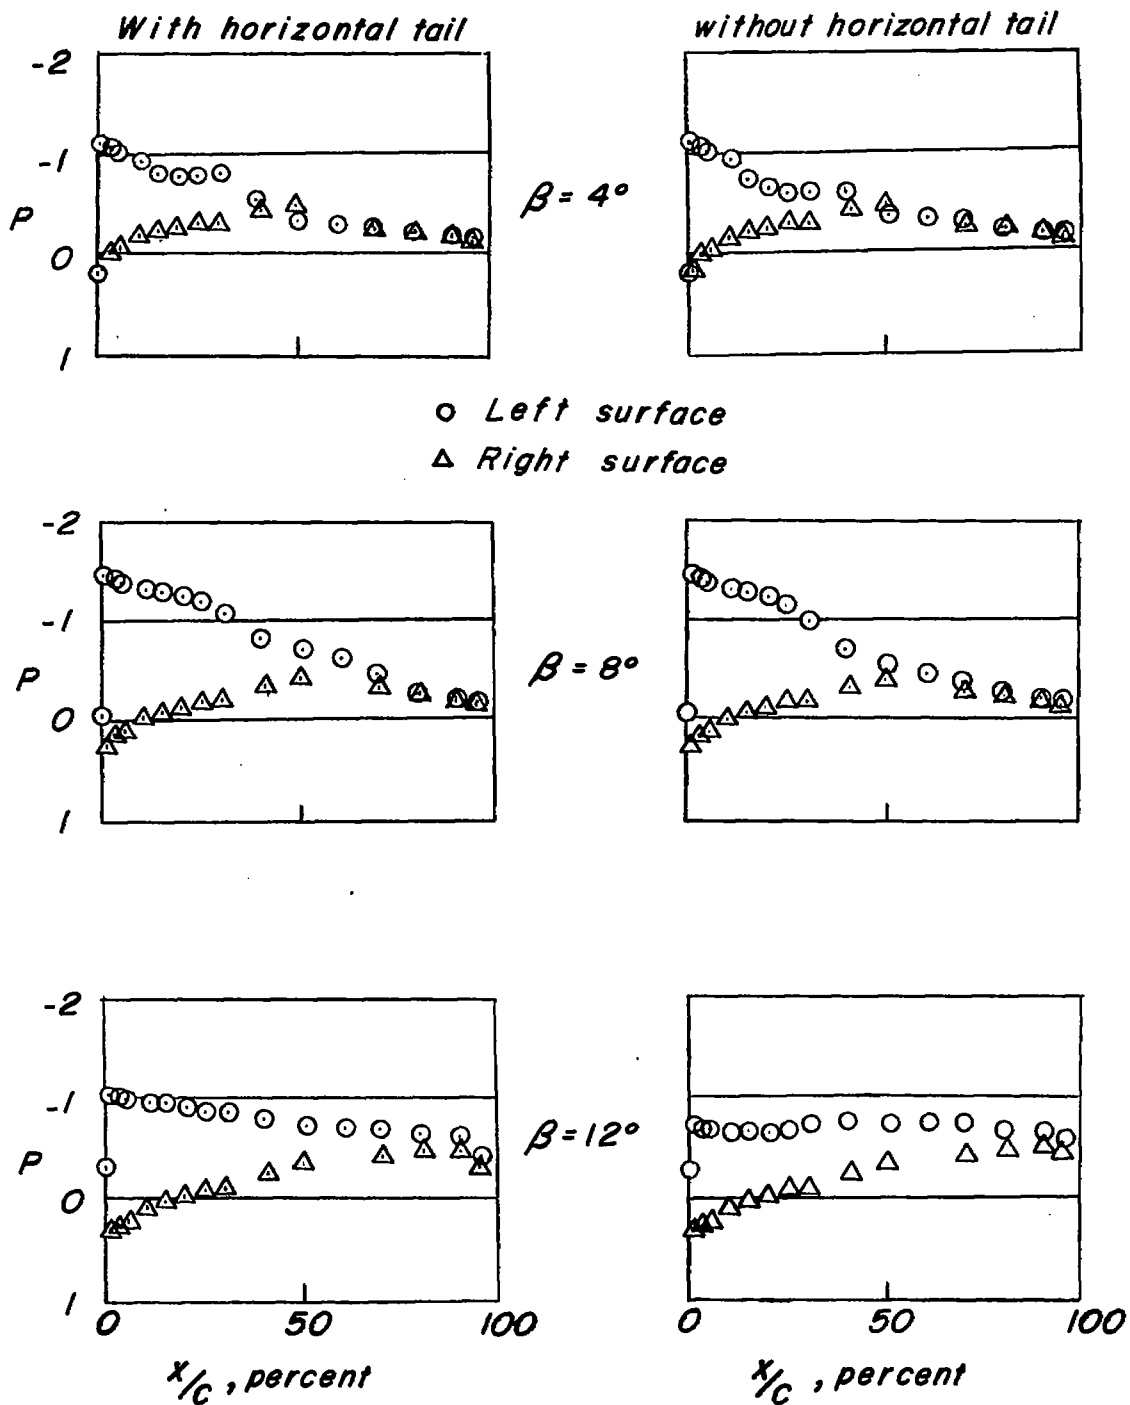 With horizontal tail
without horizontal tail
-2
-1
P
0
1
β = 4°
Left surface
Right surface
-2
-1
P
0
1
β = 8°
-2
-1
P
0
1
β = 12°
0 50 100
0 50 100
x/c, percent
x/c, percent